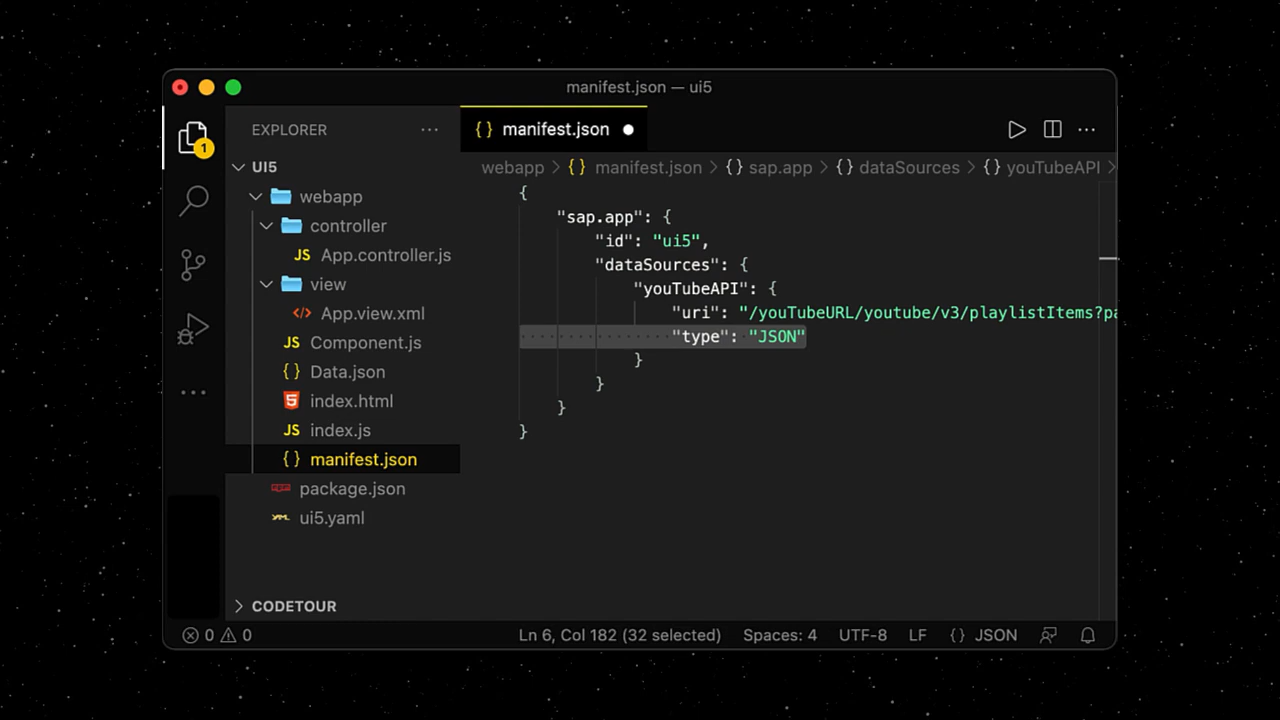 manifest.json — ui5
EXPLORER
manifest.json
1
UI5
webapp
controller
App.controller.js
view
App.view.xml
Component.js
Data.json
index.html
index.js
manifest.json
package.json
ui5.yaml
CODETOUR
webapp > {} manifest.json > {} sap.app > {} dataSources > {} youTubeAPI >
{
"sap.app": {
"id": "ui5",
"dataSources": {
"youTubeAPI": {
"uri": "/youTubeURL/youtube/v3/playlistItems?pa
"type": "JSON"
}
}
}
}
0 0 Ln 6, Col 182 (32 selected) Spaces: 4 UTF-8 LF {} JSON